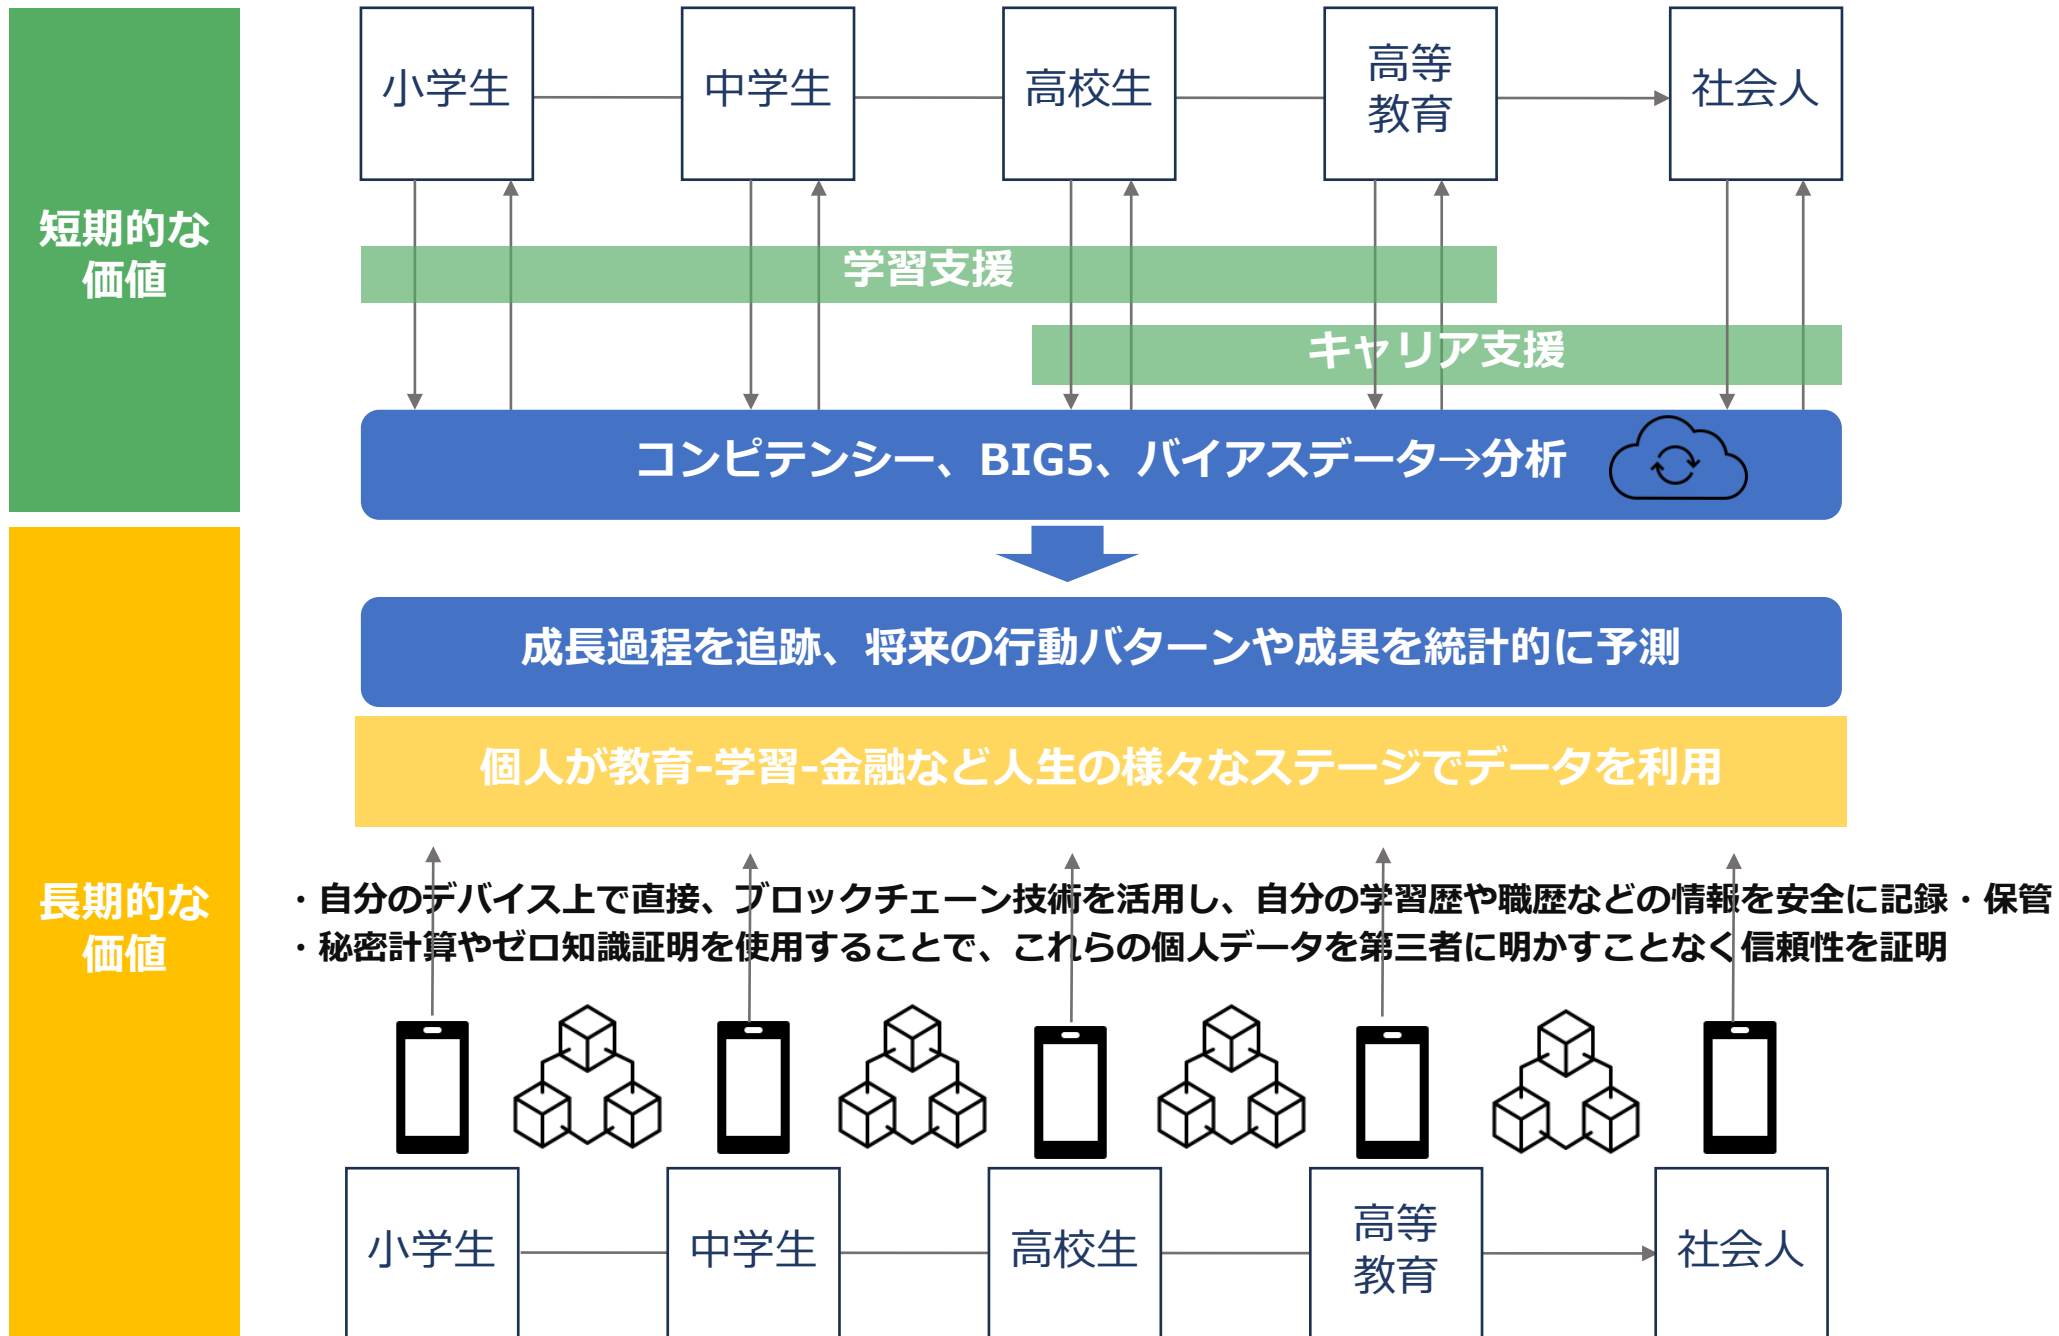 小学生
中学生
高校生
高等
教育
社会人
短期的な
価値
学習支援
キャリア支援
コンピテンシー、BIG5、バイアスデータ→分析
成長過程を追跡、将来の行動パターンや成果を統計的に予測
個人が教育-学習-金融など人生の様々なステージでデータを利用
長期的な
価値
・自分のデバイス上で直接、ブロックチェーン技術を活用し、自分の学習歴や職歴などの情報を安全に記録・保管
・秘密計算やゼロ知識証明を使用することで、これらの個人データを第三者に明かすことなく信頼性を証明
小学生
中学生
高校生
高等
教育
社会人